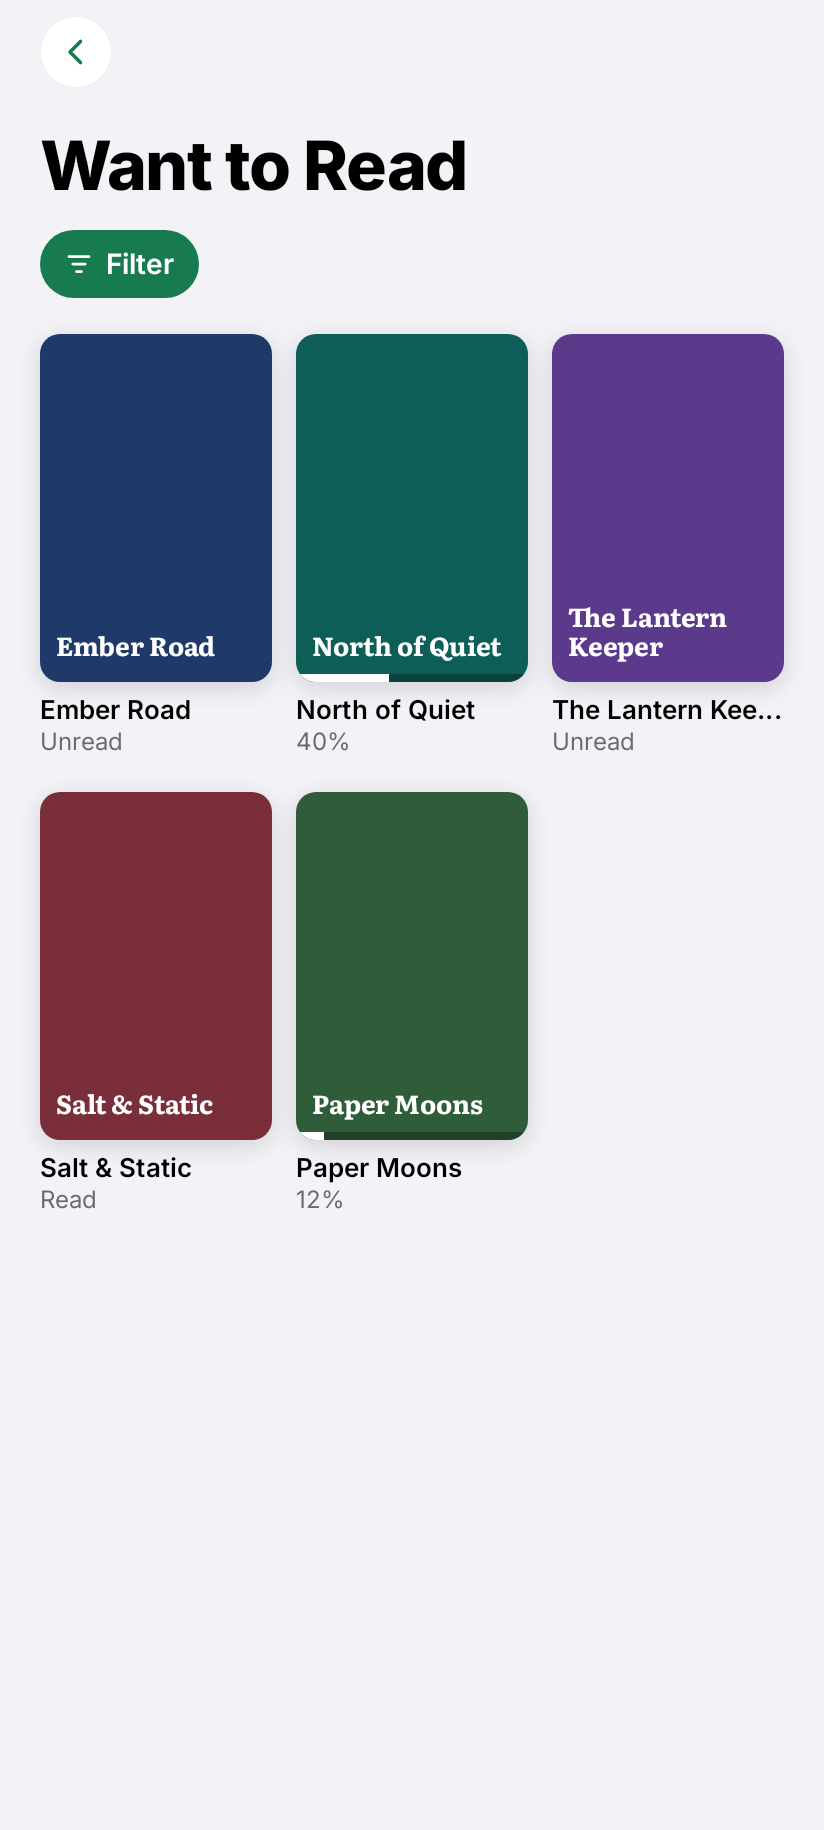 Want to Read
Filter
Ember Road
North of Quiet
The Lantern
Keeper
Ember Road
Unread
North of Quiet
40%
The Lantern Kee...
Unread
Salt & Static
Paper Moons
Salt & Static
Read
Paper Moons
12%